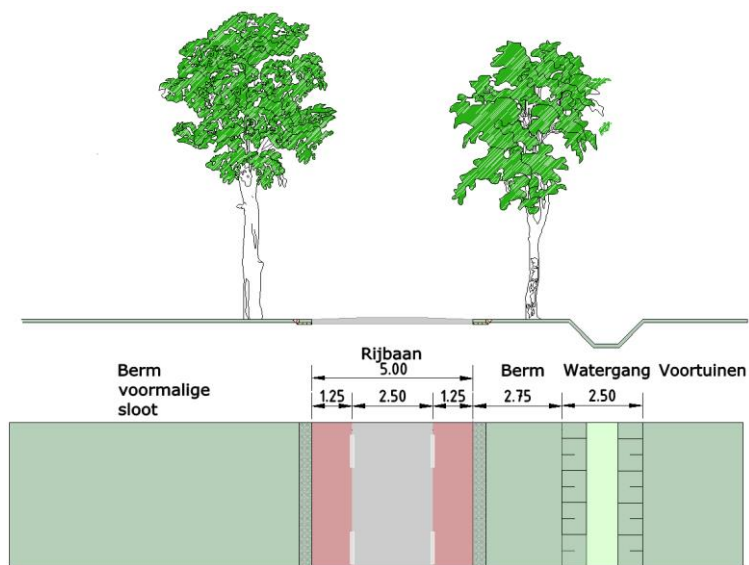 Berm
voormalige
sloot
Rijbaan
5.00
1.25 2.50 1.25
Berm
2.75
Watergang
2.50
Voortuinen